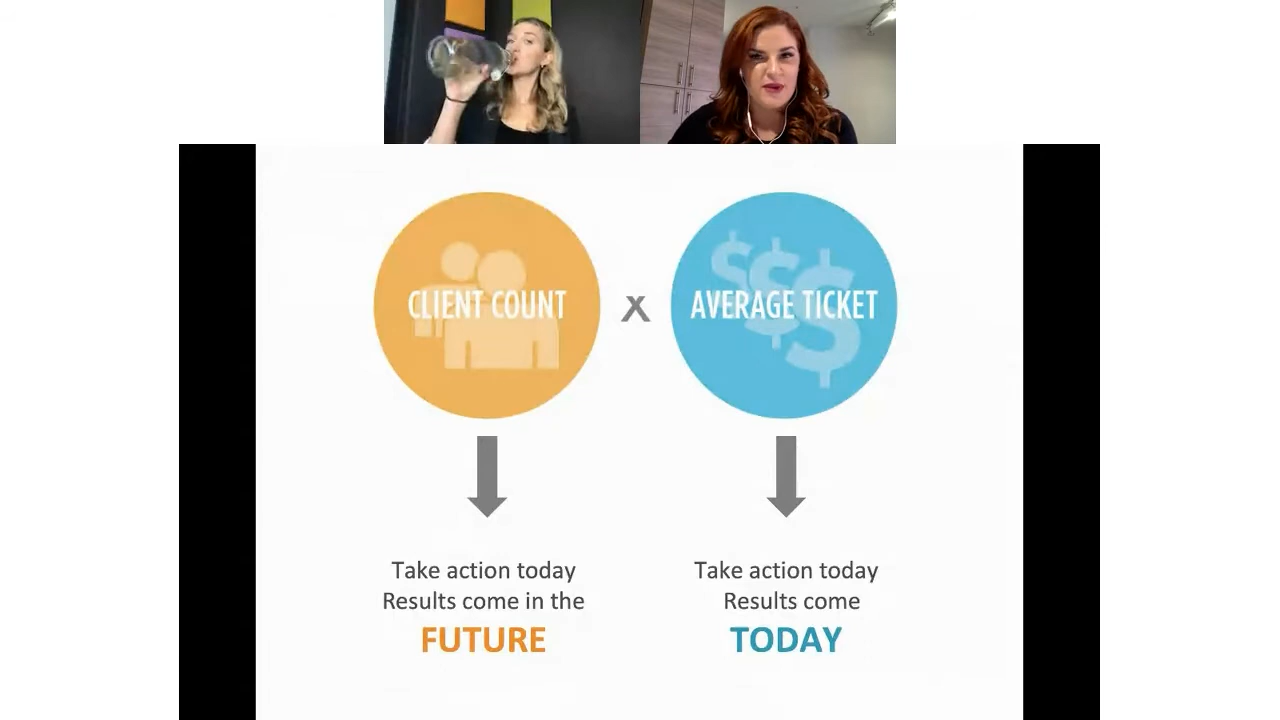 CLIENT COUNT
X
AVERAGE TICKET
Take action today
Results come in the
FUTURE
Take action today
Results come
TODAY